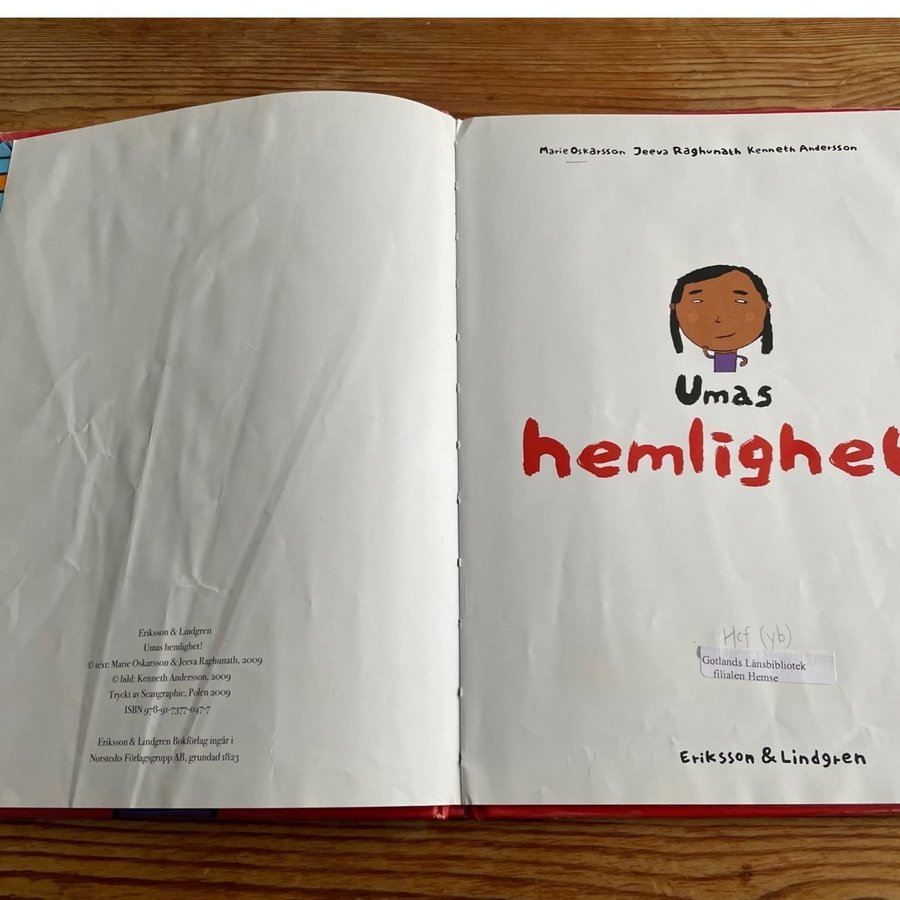 Eriksson & Lindgren
Umas hemlighet!
© text: Marie Oskarsson & Jeeva Raghunath, 2009
© bild: Kenneth Andersson, 2009
Tryckt av Scangraphic, Polen 2009
ISBN 978-91-7377-047-7
Eriksson & Lindgren Bokförlag ingår i
Norstedts Förlagsgrupp AB, grundad 1823
Marie Oskarsson Jeeva Raghunath Kenneth Andersson
Umas
hemlighet
Hcf (yb)
Gotlands Länsbibliotek
filialen Hemse
Eriksson & Lindgren